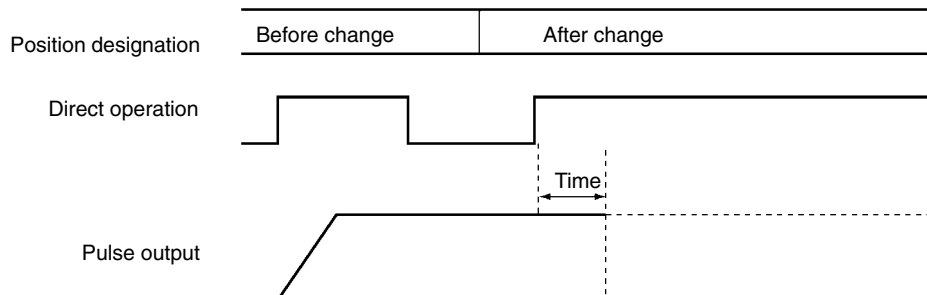 Position designation
Before change
After change
Direct operation
Time
Pulse output